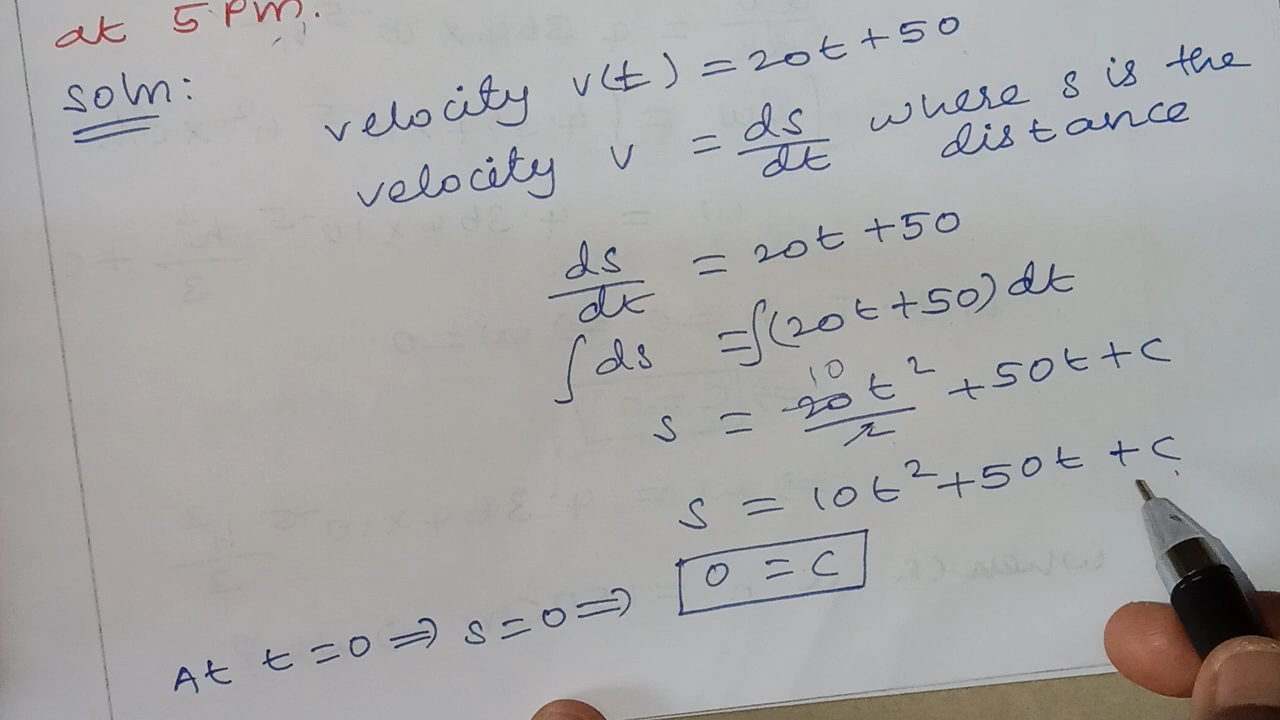 at 5 Pm.
Soln:
velocity v(t) = 20t + 50
velocity v = ds/dt where s is the distance
ds/dt = 20t + 50
∫ ds = ∫(20t + 50) dt
s = 20t²/2 10 + 50t + c
s = 10t² + 50t + c
At t = 0 ⇒ s = 0 ⇒ 0 = c